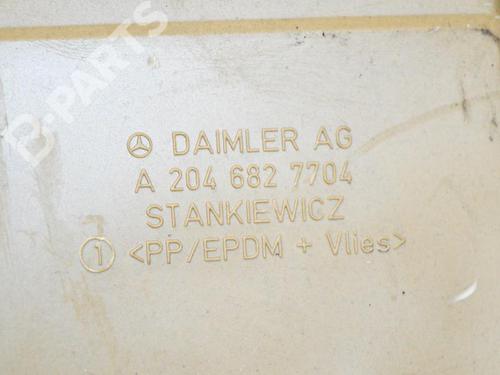 B-PARTS
DAIMLER AG
A 204 682 7704
STANKIEWICZ
1 <PP/EPDM + Vlies>